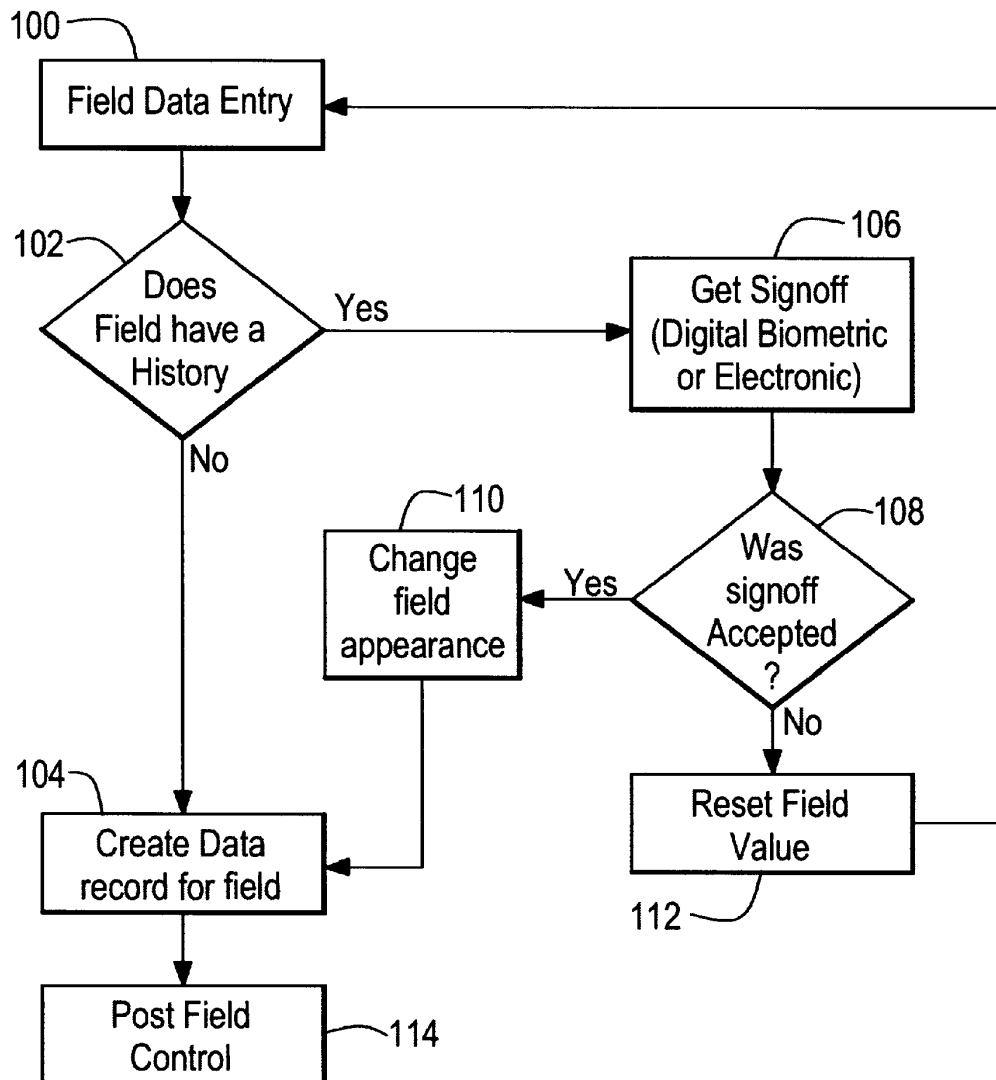 100
Field Data Entry
102
Does
Field have a
History
Yes
No
106
Get Signoff
(Digital Biometric
or Electronic)
108
Was
signoff
Accepted
?
Yes
No
110
Change
field
appearance
104
Create Data
record for field
Reset Field
Value
112
Post Field
Control
114